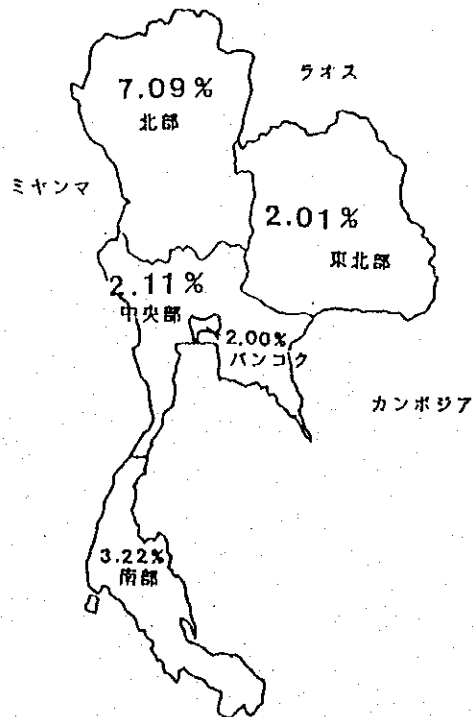 ラオス
7.09%
北部
ミヤンマ
2.01%
東北部
2.11%
中央部
2.00%
バンコク
カンボジア
3.22%
南部